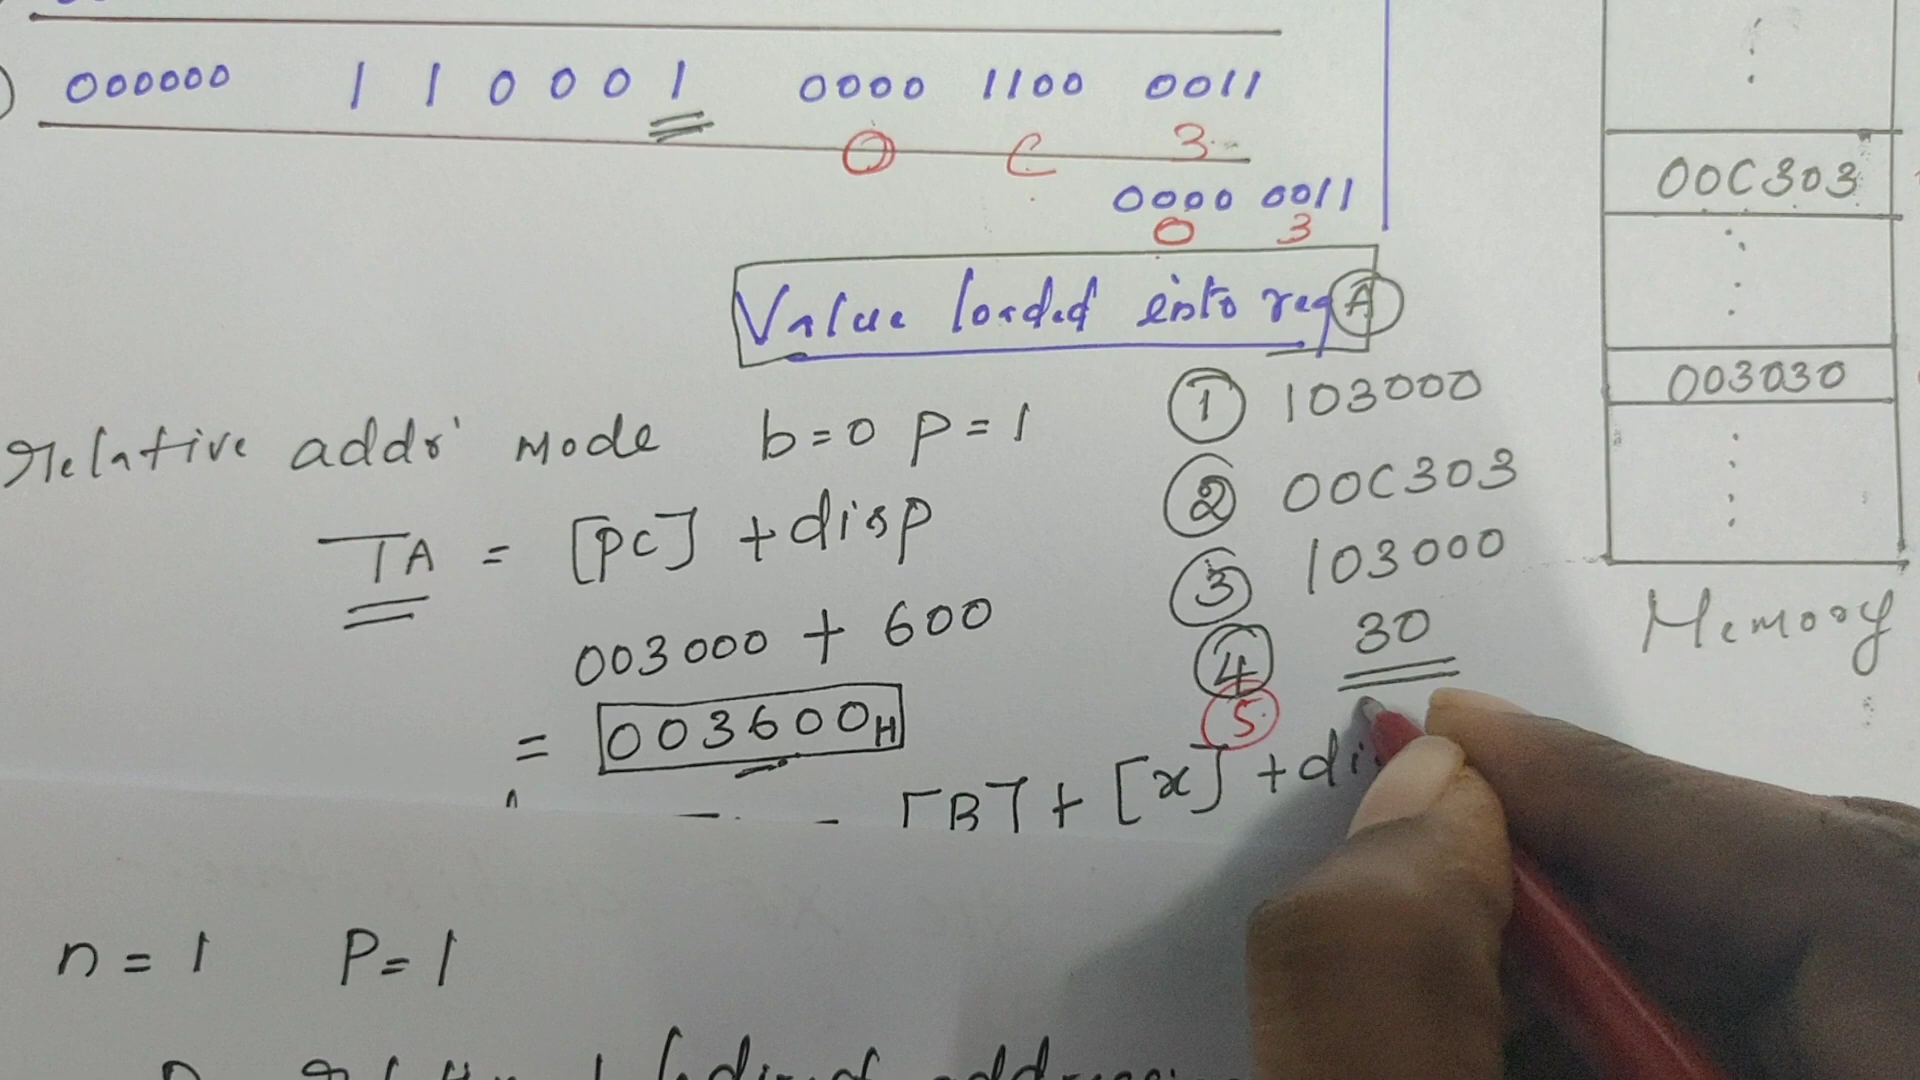 000000 1 1 0 0 0 1 0000 1100 0011
0 C 3
0000 0011
0 3
Value loaded into reg A
relative addr' mode b=0 p=1
TA = [PC] + disp
003000 + 600
= 003600H
[B] + [x] + di
① 103000
② 00C303
③ 103000
④ 30
⑤
n=1 P=1
00C303
003030
Memory